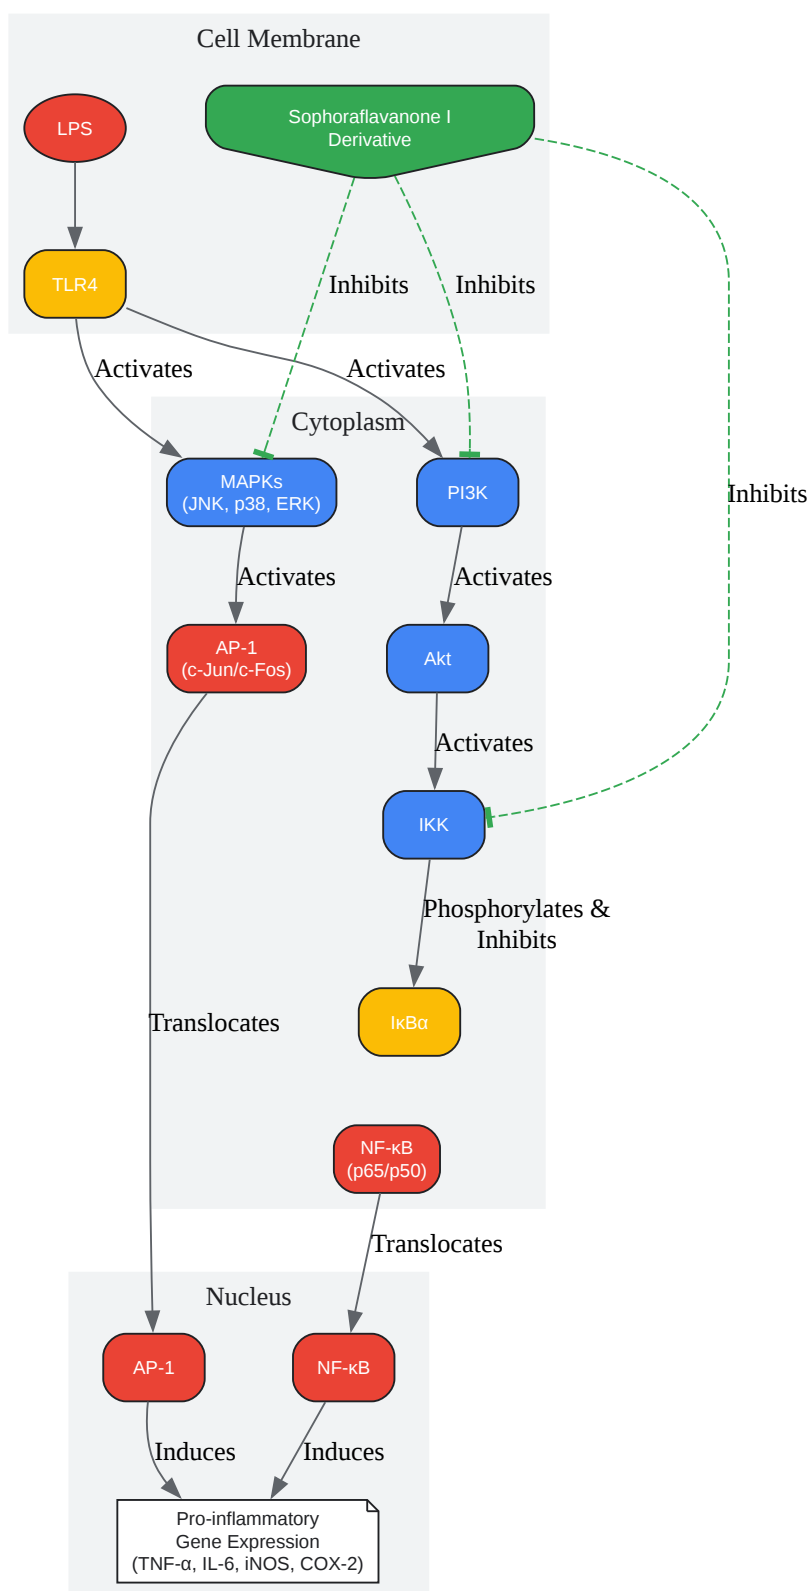 Cell Membrane
LPS
Sophoraflavanone I
Derivative
TLR4
Inhibits
Inhibits
Activates
Activates
Cytoplasm
MAPKs
(JNK, p38, ERK)
PI3K
Inhibits
Activates
Activates
AP-1
(c-Jun/c-Fos)
Akt
Activates
IKK
Phosphorylates &
Inhibits
IκBα
Translocates
NF-κB
(p65/p50)
Translocates
Nucleus
AP-1
NF-κB
Induces
Induces
Pro-inflammatory
Gene Expression
(TNF-α, IL-6, iNOS, COX-2)